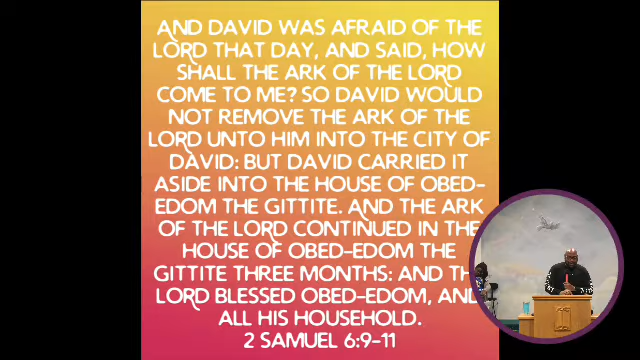 AND DAVID WAS AFRAID OF THE
LORD THAT DAY, AND SAID, HOW
SHALL THE ARK OF THE LORD
COME TO ME? SO DAVID WOULD
NOT REMOVE THE ARK OF THE
LORD UNTO HIM INTO THE CITY OF
DAVID: BUT DAVID CARRIED IT
ASIDE INTO THE HOUSE OF OBED-
EDOM THE GITTITE. AND THE ARK
OF THE LORD CONTINUED IN THE
HOUSE OF OBED-EDOM THE
GITTITE THREE MONTHS: AND TH
LORD BLESSED OBED-EDOM, AND
ALL HIS HOUSEHOLD.
2 SAMUEL 6:9-11